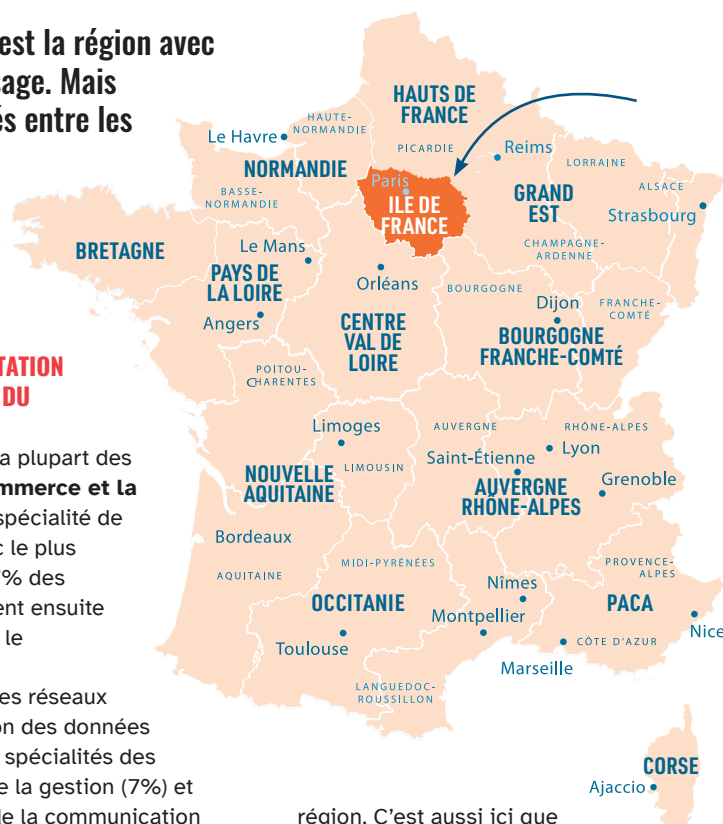 est la région avec
sage. Mais
és entre les
TATION
DU
a plupart des
mmerce et la
spécialité de
c le plus
7% des
ent ensuite
le
es réseaux
on des données
spécialités des
e la gestion (7%) et
de la communication
région. C'est aussi ici que
HAUTS DE
FRANCE
HAUTE-
NORMANDIE
Le Havre
PICARDIE
Reims
NORMANDIE
LORRAINE
Paris
BASSE-
NORMANDIE
ILE DE
FRANCE
GRAND
EST
ALSACE
Strasbourg
BRETAGNE
Le Mans
CHAMPAGNE-
ARDENNE
PAYS DE
LA LOIRE
Orléans
BOURGOGNE
Dijon
FRANCHE-
COMTÉ
Angers
CENTRE
VAL DE
LOIRE
BOURGOGNE
FRANCHE-COMTÉ
POITOU-
CHARENTES
Limoges
AUVERGNE
RHÔNE-ALPES
Lyon
Saint-Étienne
NOUVELLE
AQUITAINE
LIMOUSIN
AUVERGNE
RHÔNE-ALPES
Grenoble
Bordeaux
MIDI-PYRÉNÉES
PROVENCE-
ALPES
AQUITAINE
Nîmes
OCCITANIE
Montpellier
PACA
Toulouse
CÔTE D'AZUR
Nice
Marseille
LANGUEDOC-
ROUSSILLON
CORSE
Ajaccio